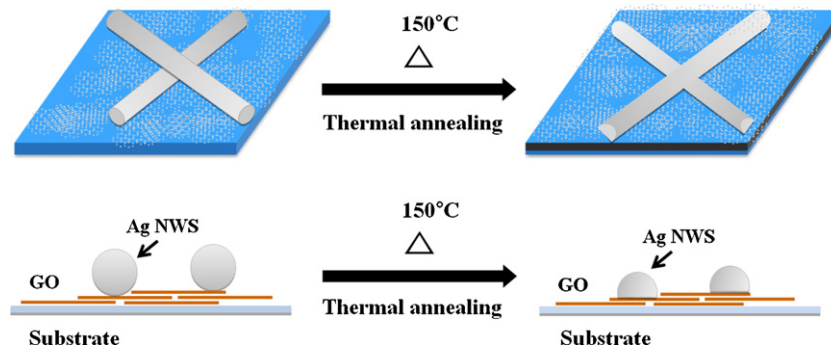 150°C
Thermal annealing
Ag NWS
GO
Substrate
150°C
Thermal annealing
Ag NWS
GO
Substrate